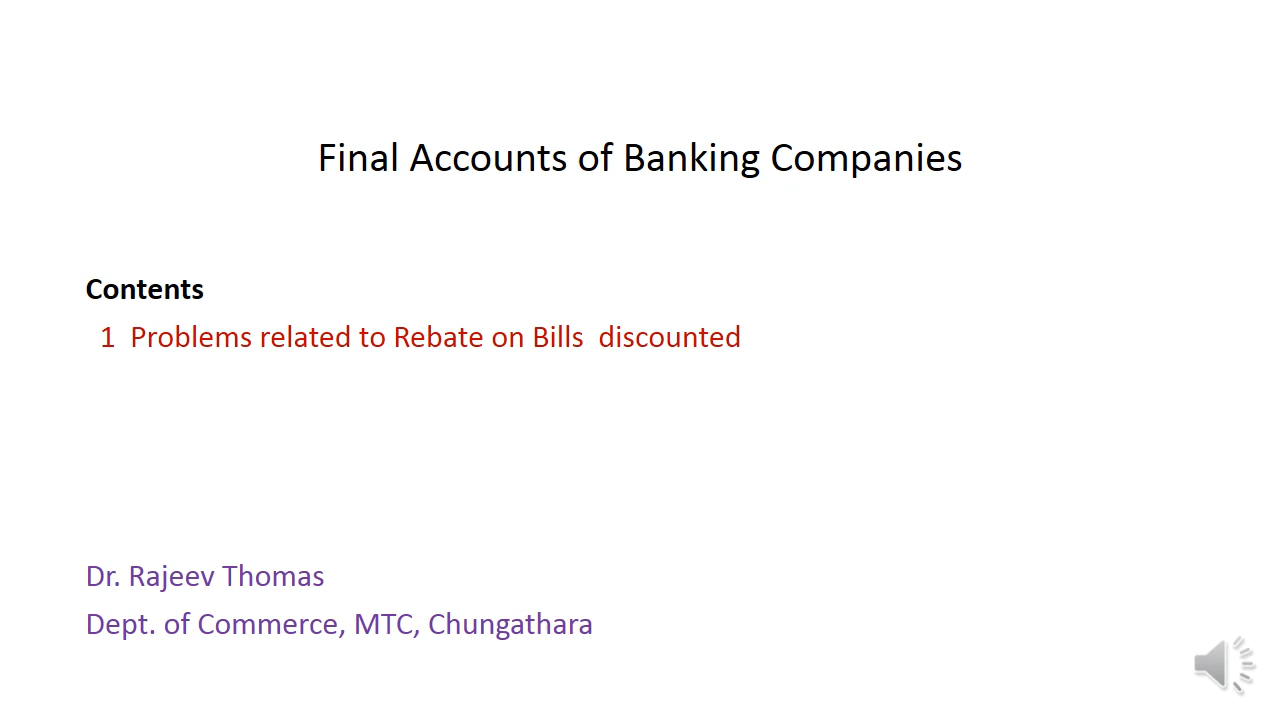 Final Accounts of Banking Companies
Contents
1 Problems related to Rebate on Bills discounted
Dr. Rajeev Thomas
Dept. of Commerce, MTC, Chungathara